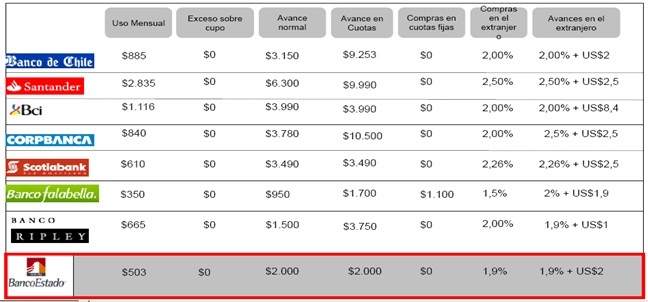 Uso Mensual Exceso sobre cupo Avance normal Avance en Cuotas Compras en cuotas fijas Compras en el extranjero Avances en el extranjero
Banco de Chile $885 $0 $3.150 $9.253 $0 2,00% 2,00% + US$2
Santander $2.835 $0 $6.300 $9.990 $0 2,50% 2,50% + US$2,5
Bci $1.116 $0 $3.990 $3.990 $0 2,00% 2,00% + US$8,4
CORPBANCA $840 $0 $3.780 $10.500 $0 2,00% 2,5% + US$2,5
Scotiabank $610 $0 $3.490 $3.490 $0 2,26% 2,26% + US$2,5
Banco falabella. $350 $0 $950 $1.700 $1.100 1,5% 2% + US$1,9
BANCO RIPLEY $665 $0 $1.500 $3.750 $0 2,00% 1,9% + US$1
BancoEstado $503 $0 $2.000 $2.000 $0 1,9% 1,9% + US$2